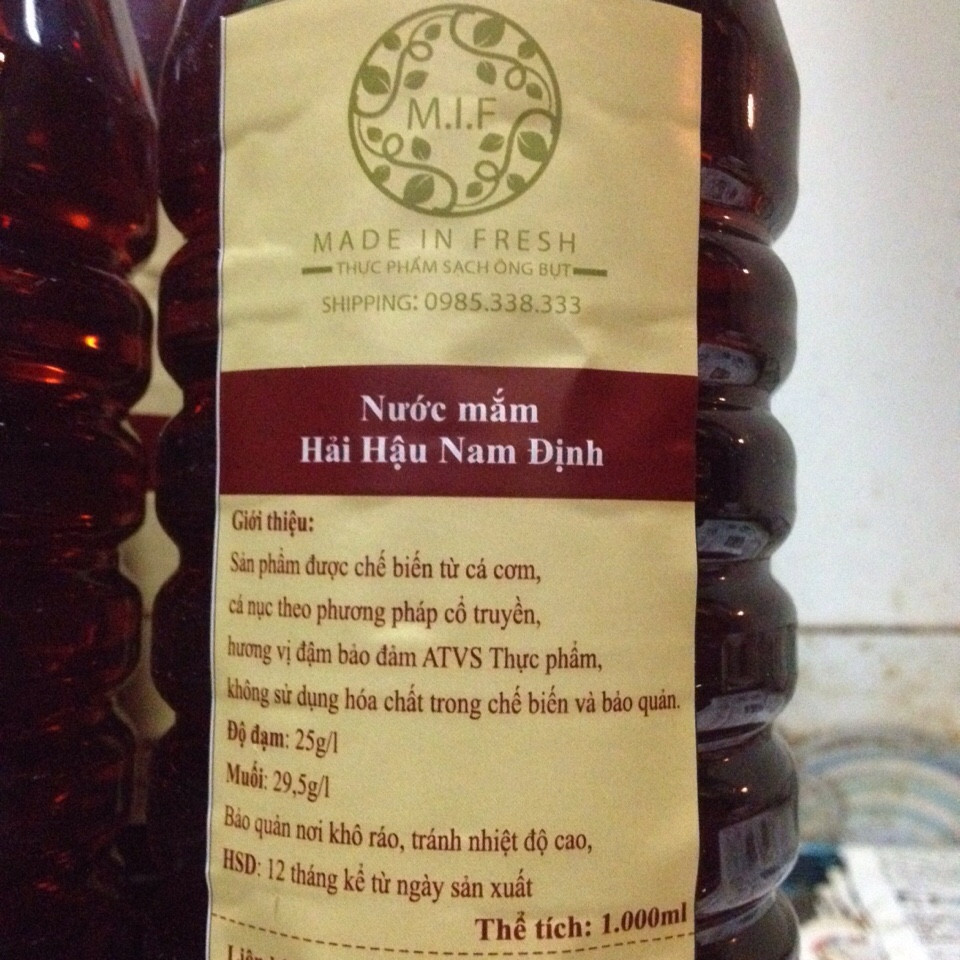 M.I.F
MADE IN FRESH
THỰC PHẨM SẠCH ÔNG BỤT
SHIPPING: 0985.338.333
Nước mắm
Hải Hậu Nam Định
Giới thiệu:
Sản phẩm được chế biến từ cá cơm,
cá nục theo phương pháp cổ truyền,
hương vị đậm bảo đảm ATVS Thực phẩm,
không sử dụng hóa chất trong chế biến và bảo quản.
Độ đạm: 25g/l
Muối: 29,5g/l
Bảo quản nơi khô ráo, tránh nhiệt độ cao,
HSD: 12 tháng kể từ ngày sản xuất
Thể tích: 1.000ml